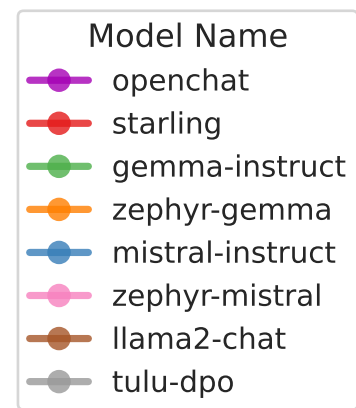 Model Name
openchat
starling
gemma-instruct
zephyr-gemma
mistral-instruct
zephyr-mistral
llama2-chat
tulu-dpo